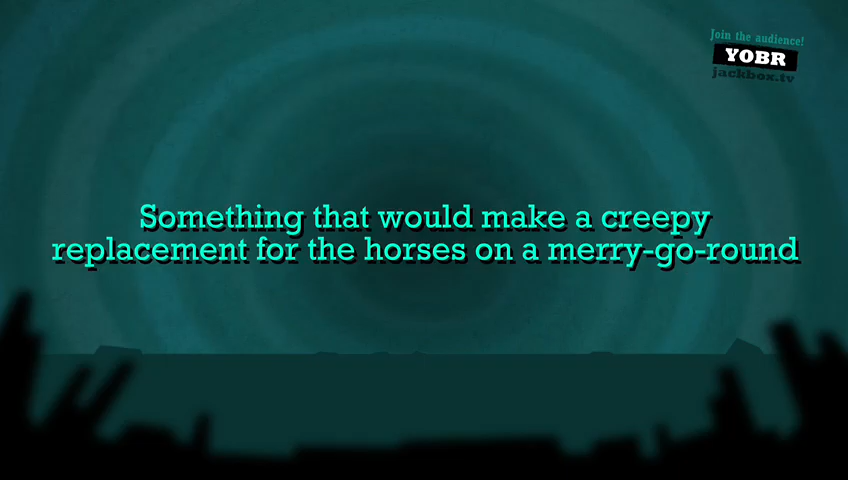 Join the audience!
YOBR
jackbox.tv
Something that would make a creepy
replacement for the horses on a merry-go-round